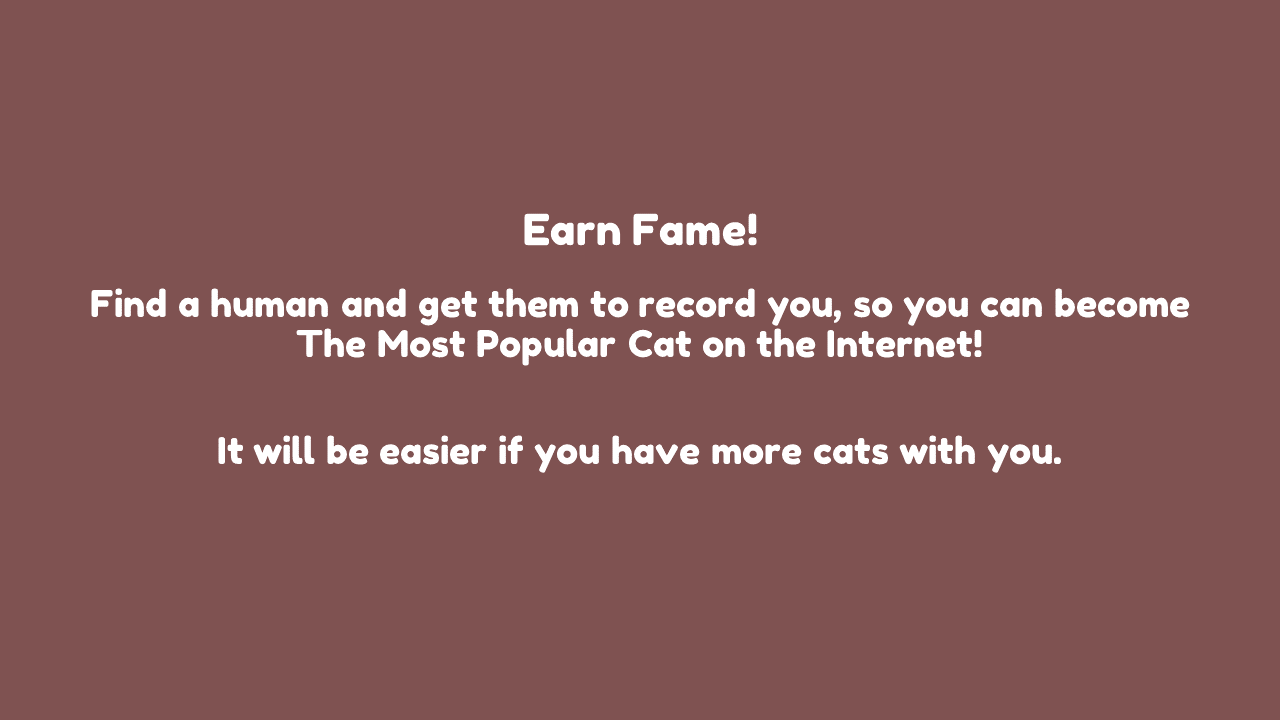 Earn Fame!
Find a human and get them to record you, so you can become
The Most Popular Cat on the Internet!
It will be easier if you have more cats with you.